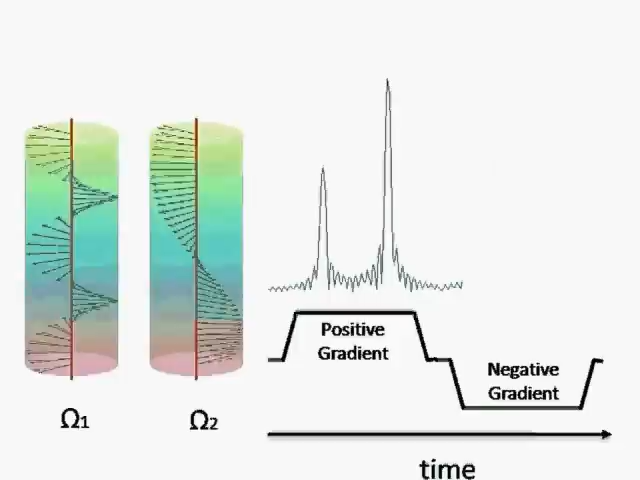 Positive
Gradient
Negative
Gradient
Ω1
Ω2
time